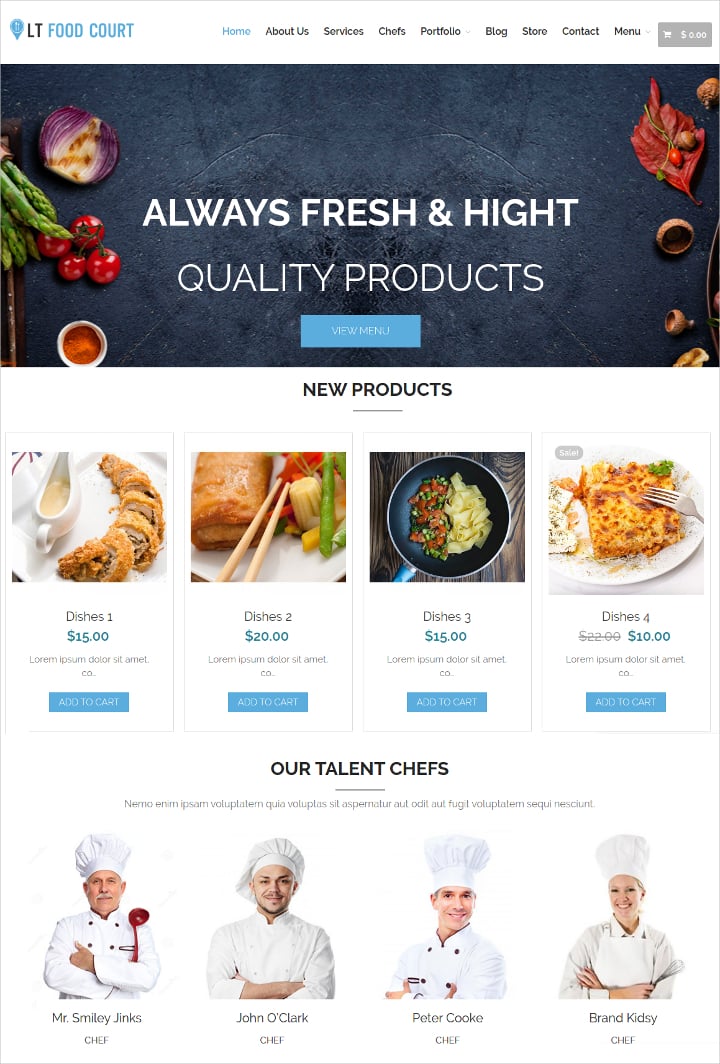 LT FOOD COURT
Home About Us Services Chefs Portfolio Blog Store Contact Menu $ 0.00
ALWAYS FRESH & HIGHT
QUALITY PRODUCTS
VIEW MENU
NEW PRODUCTS
Sale!
Dishes 1
$15.00
Lorem ipsum dolor sit amet,
co...
ADD TO CART
Dishes 2
$20.00
Lorem ipsum dolor sit amet,
co...
ADD TO CART
Dishes 3
$15.00
Lorem ipsum dolor sit amet,
co...
ADD TO CART
Dishes 4
$22.00 $10.00
Lorem ipsum dolor sit amet,
co...
ADD TO CART
OUR TALENT CHEFS
Nemo enim ipsam voluptatem quia voluptas sit aspernatur aut odit aut fugit voluptatem sequi nesciunt.
Mr. Smiley Jinks
CHEF
John O'Clark
CHEF
Peter Cooke
CHEF
Brand Kidsy
CHEF